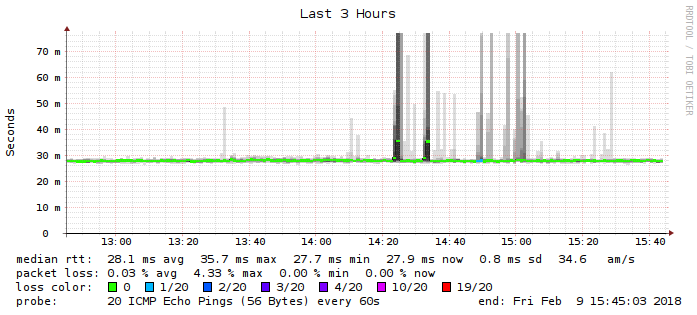 Last 3 Hours
RRDTOOL / TOBI OETIKER
Seconds
70 m
60 m
50 m
40 m
30 m
20 m
10 m
0
13:00 13:20 13:40 14:00 14:20 14:40 15:00 15:20 15:40
median rtt: 28.1 ms avg 35.7 ms max 27.7 ms min 27.9 ms now 0.8 ms sd 34.6 am/s
packet loss: 0.03 % avg 4.33 % max 0.00 % min 0.00 % now
loss color: 0 1/20 2/20 3/20 4/20 10/20 19/20
probe: 20 ICMP Echo Pings (56 Bytes) every 60s end: Fri Feb 9 15:45:03 2018